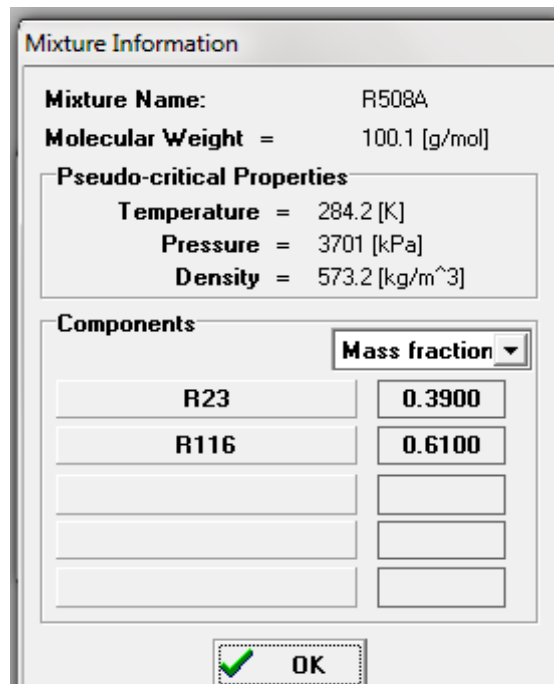 Mixture Information
Mixture Name: R508A
Molecular Weight = 100.1 [g/mol]
Pseudo-critical Properties
Temperature = 284.2 [K]
Pressure = 3701 [kPa]
Density = 573.2 [kg/m^3]
Components
Mass fraction
R23 0.3900
R116 0.6100
OK